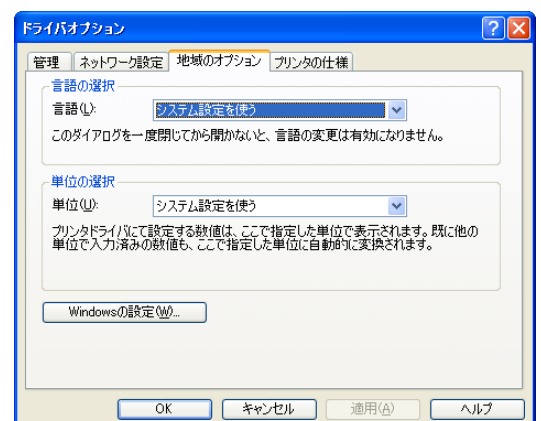 ドライバオプション
管理 ネットワーク設定 地域のオプション プリンタの仕様
言語の選択
言語(L): システム設定を使う
このダイアログを一度閉じてから開かないと、言語の変更は有効になりません。
単位の選択
単位(U): システム設定を使う
プリンタドライバにて設定する数値は、ここで指定した単位で表示されます。既に他の
単位で入力済みの数値も、ここで指定した単位に自動的に変換されます。
Windowsの設定(W)...
OK キャンセル 適用(A) ヘルプ